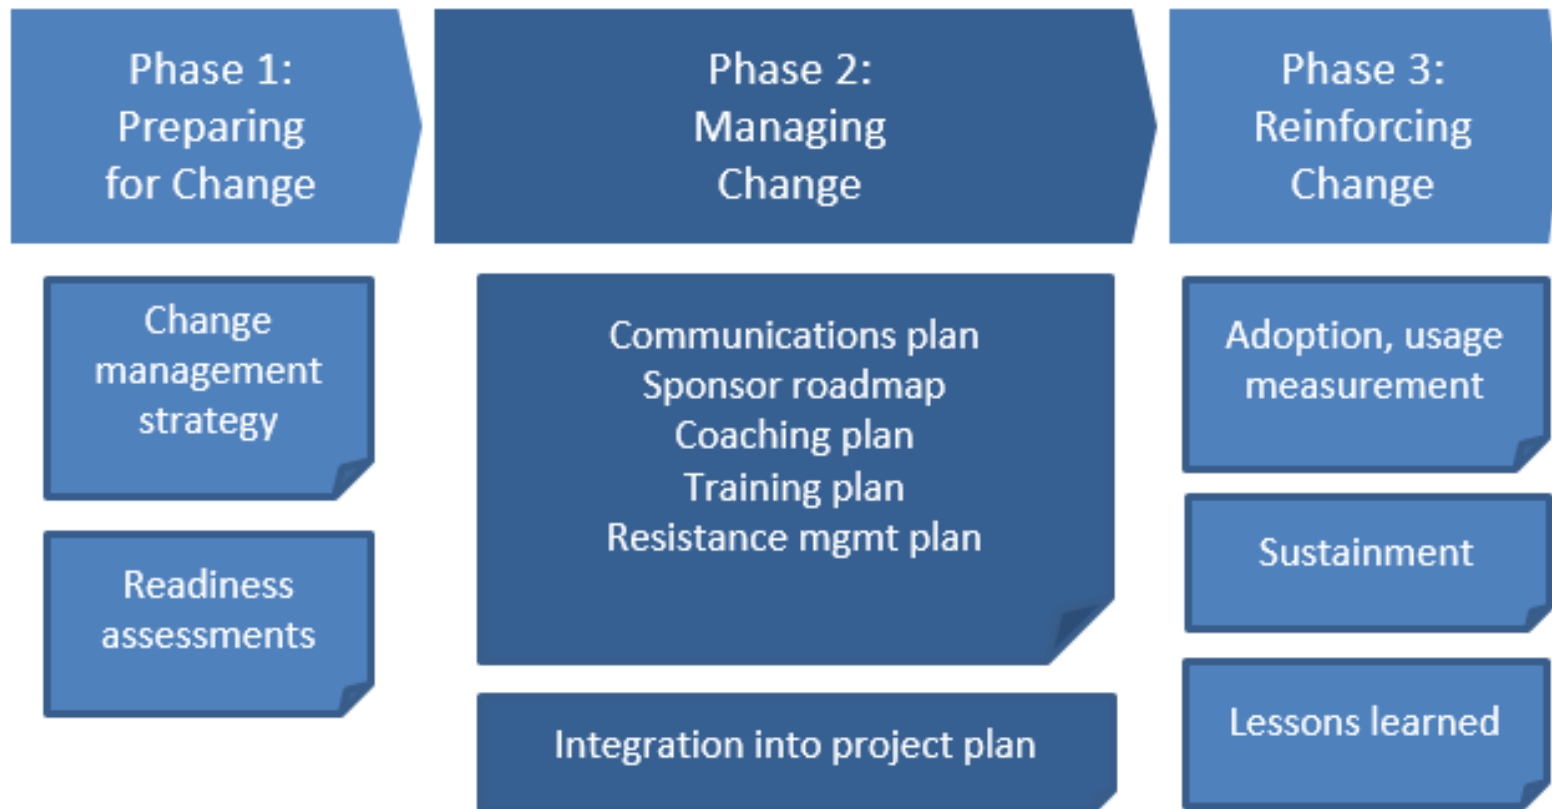 Phase 1:
Preparing
for Change
Phase 2:
Managing
Change
Phase 3:
Reinforcing
Change
Change
management
strategy
Readiness
assessments
Communications plan
Sponsor roadmap
Coaching plan
Training plan
Resistance mgmt plan
Integration into project plan
Adoption, usage
measurement
Sustainment
Lessons learned